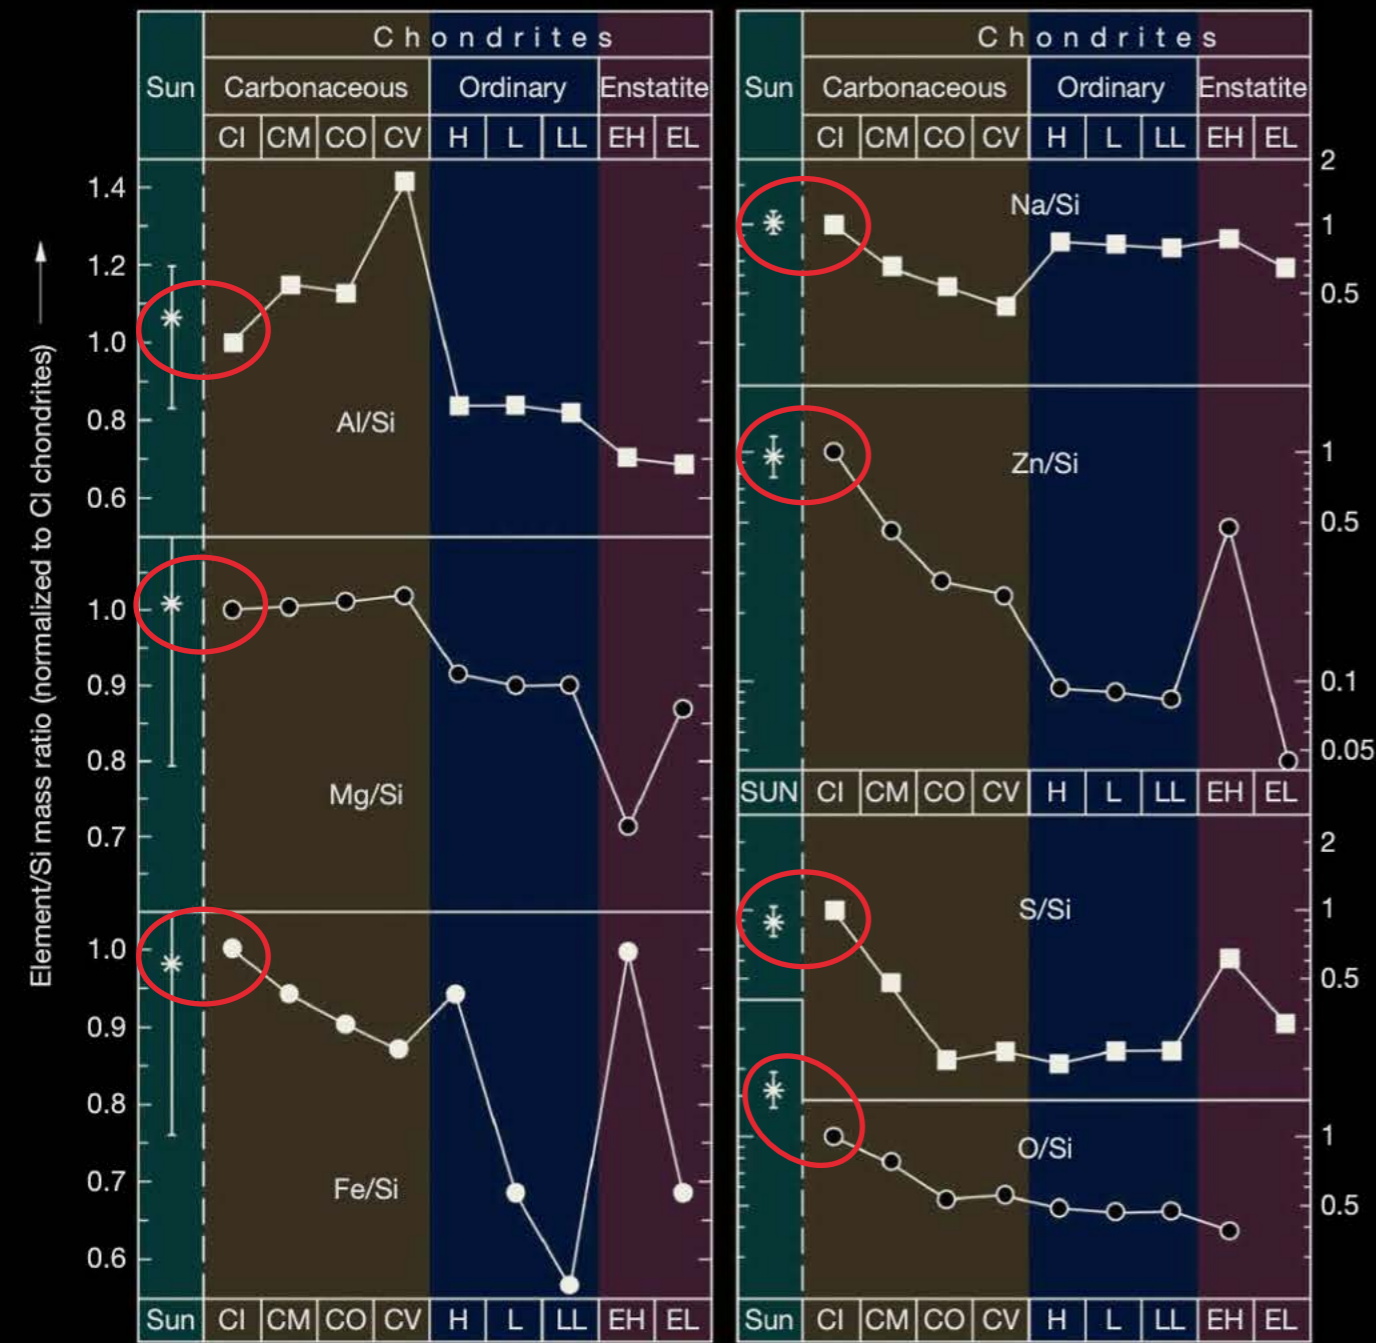 Element/Si mass ratio (normalized to CI chondrites)
Chondrites
Sun Carbonaceous Ordinary Enstatite
CI CM CO CV H L LL EH EL
1.4
1.2
1.0
0.8
0.6
Al/Si
1.0
0.9
0.8
0.7
Mg/Si
1.0
0.9
0.8
0.7
0.6
Fe/Si
Sun CI CM CO CV H L LL EH EL
Chondrites
Sun Carbonaceous Ordinary Enstatite
CI CM CO CV H L LL EH EL
2
Na/Si
1
0.5
1
Zn/Si
0.5
0.1
0.05
SUN CI CM CO CV H L LL EH EL
2
S/Si
1
0.5
1
O/Si
0.5
Sun CI CM CO CV H L LL EH EL